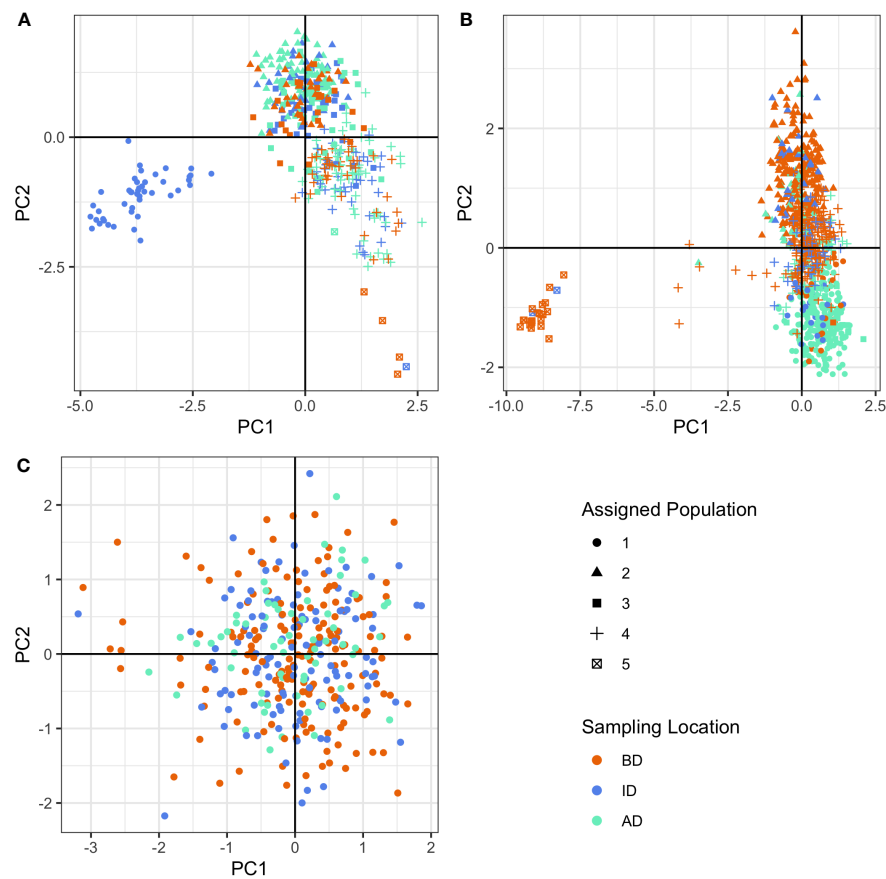 A
B
0.0
-2.5
-5.0 -2.5 0.0 2.5
PC1
PC2
2
0
-2
-10.0 -7.5 -5.0 -2.5 0.0 2.5
PC1
PC2
C
2
1
0
-1
-2
-3 -2 -1 0 1 2
PC1
PC2
Assigned Population
1
2
3
4
5
Sampling Location
BD
ID
AD